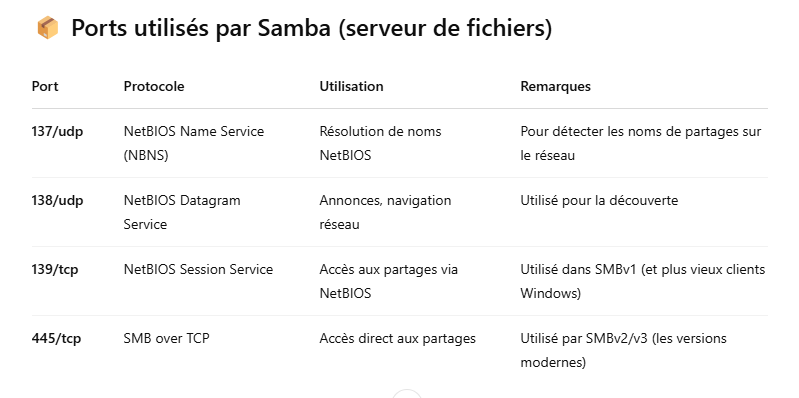 Ports utilisés par Samba (serveur de fichiers)
Port Protocole Utilisation Remarques
137/udp NetBIOS Name Service Résolution de noms Pour détecter les noms de partages sur
(NBNS) NetBIOS le réseau
138/udp NetBIOS Datagram Annonces, navigation Utilisé pour la découverte
Service réseau
139/tcp NetBIOS Session Service Accès aux partages via Utilisé dans SMBv1 (et plus vieux clients
NetBIOS Windows)
445/tcp SMB over TCP Accès direct aux partages Utilisé par SMBv2/v3 (les versions
modernes)